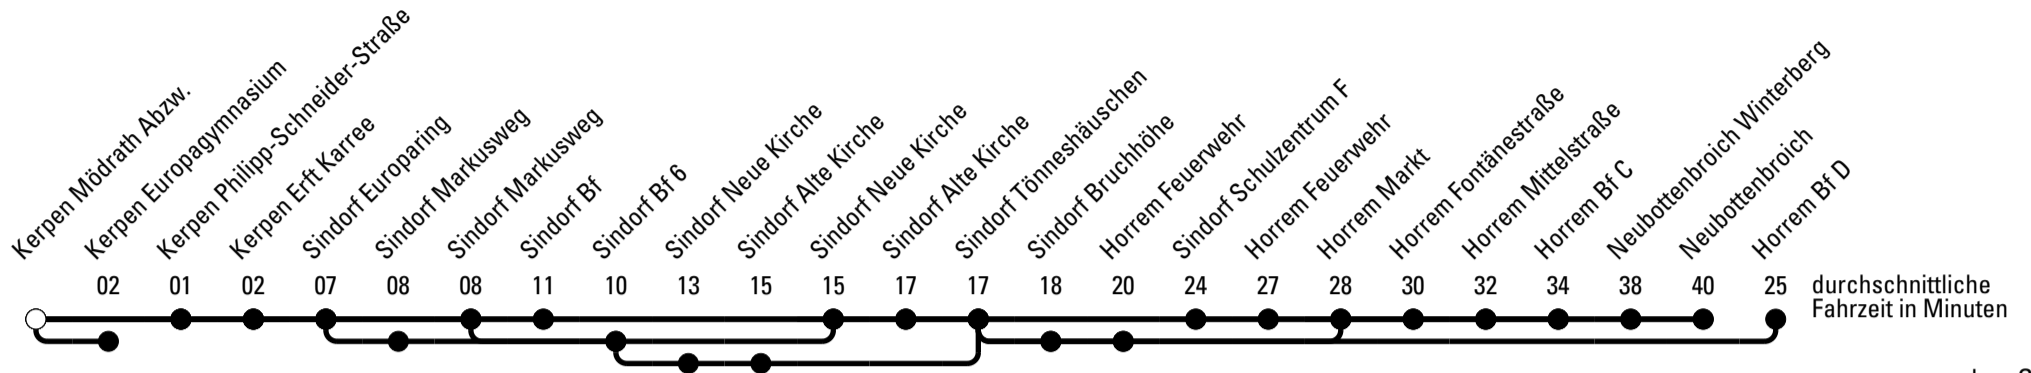 Kerpen Mödrath Abzw.
Kerpen Europagymnasium
Kerpen Philipp-Schneider-Straße
Kerpen Erft Karree
Sindorf Europaring
Sindorf Markusweg
Sindorf Markusweg
Sindorf Bf
Sindorf Bf 6
Sindorf Neue Kirche
Sindorf Alte Kirche
Sindorf Neue Kirche
Sindorf Alte Kirche
Sindorf Tönneshäuschen
Sindorf Bruchhöhe
Horrem Feuerwehr
Sindorf Schulzentrum F
Horrem Feuerwehr
Horrem Markt
Horrem Fontänestraße
Horrem Mittelstraße
Horrem Bf C
Neubottenbroich Winterberg
Neubottenbroich
Horrem Bf D
02 01 02 07 08 08 11 10 13 15 15 17 17 18 20 24 27 28 30 32 34 38 40 25 durchschnittliche
Fahrzeit in Minuten